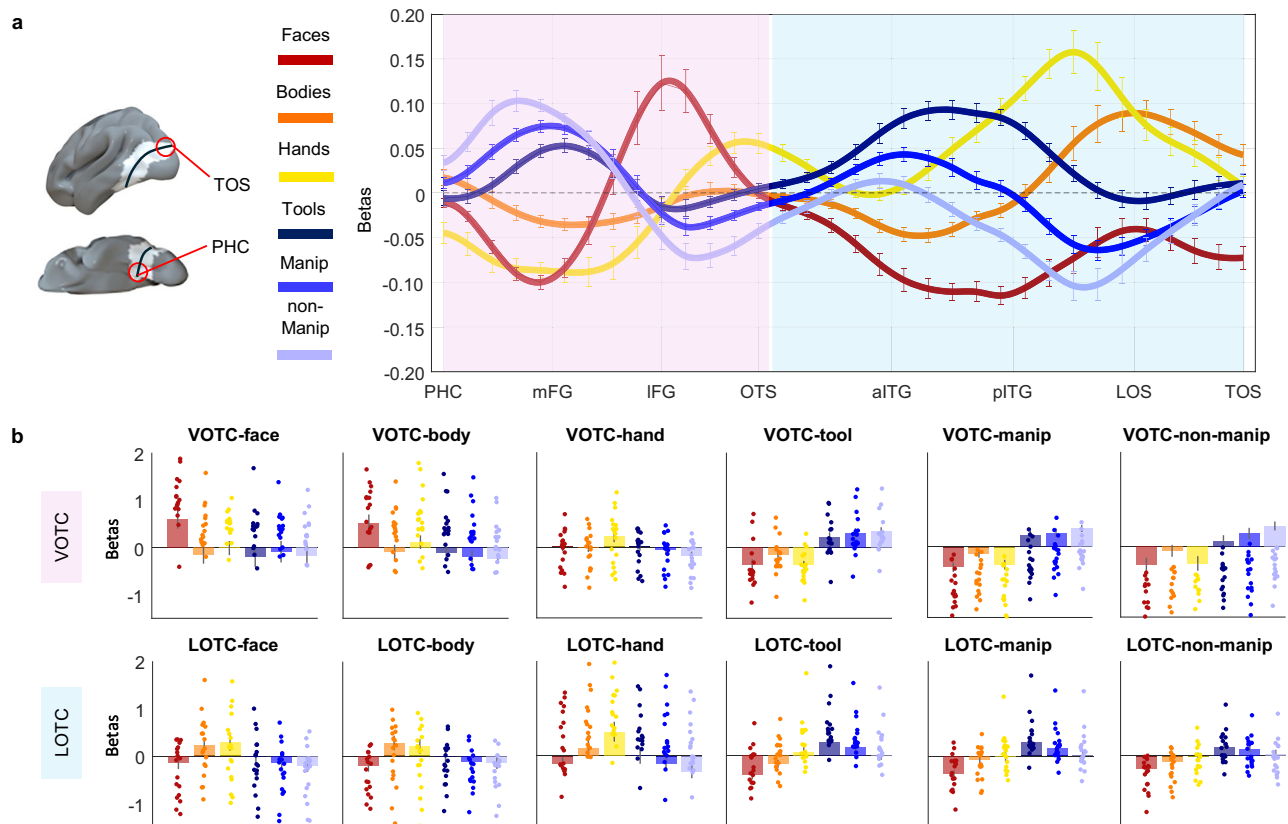 a
Faces
Bodies
Hands
Tools
Manip
non-
Manip
TOS
PHC
Betas
0.20
0.15
0.10
0.05
0
-0.05
-0.10
-0.15
-0.20
PHC
mFG
lFG
OTS
aITG
pITG
LOS
TOS
b
VOTC-face
VOTC-body
VOTC-hand
VOTC-tool
VOTC-manip
VOTC-non-manip
VOTC
Betas
2
1
0
-1
LOTC-face
LOTC-body
LOTC-hand
LOTC-tool
LOTC-manip
LOTC-non-manip
LOTC
Betas
2
1
0
-1